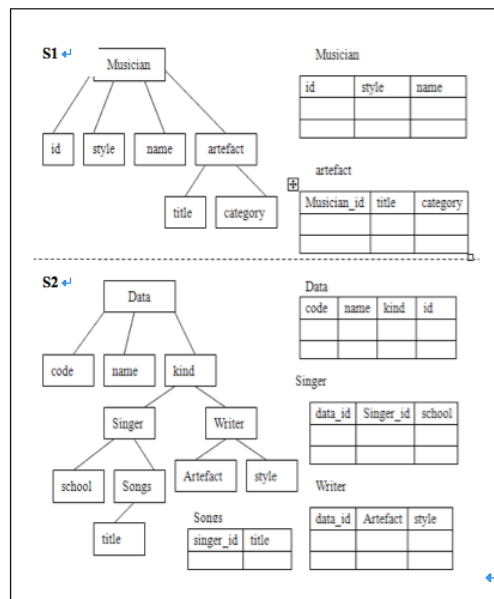 S1
Musician
Musician
id style name
id style name artefact
artefact
Musician_id title category
title category
S2
Data
Data
code name kind id
code name kind
Singer
Singer Writer
data_id Singer_id school
school Songs Artefact style
Writer
Songs
data_id Artefact style
title
singer_id title